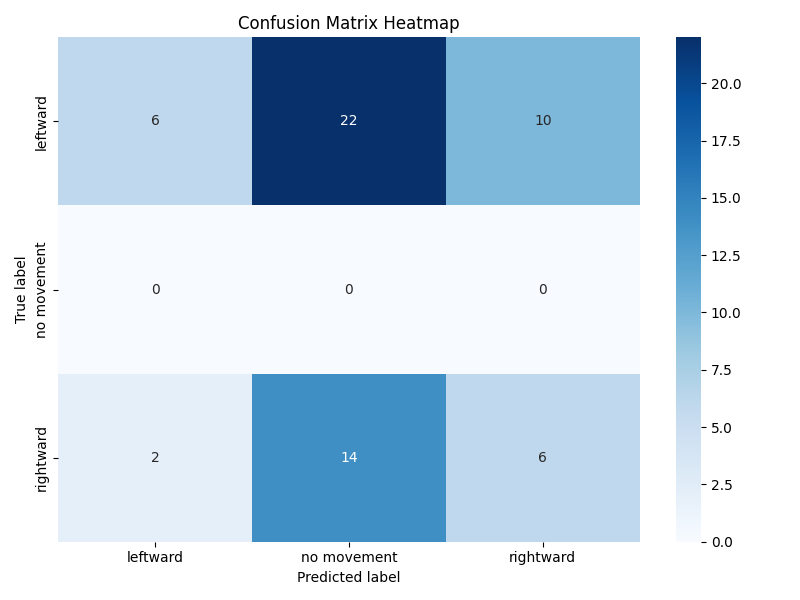 Confusion Matrix Heatmap
leftward
6
22
10
20.0
17.5
15.0
12.5
10.0
7.5
5.0
2.5
0.0
True label
no movement
0
0
0
rightward
2
14
6
leftward
no movement
rightward
Predicted label